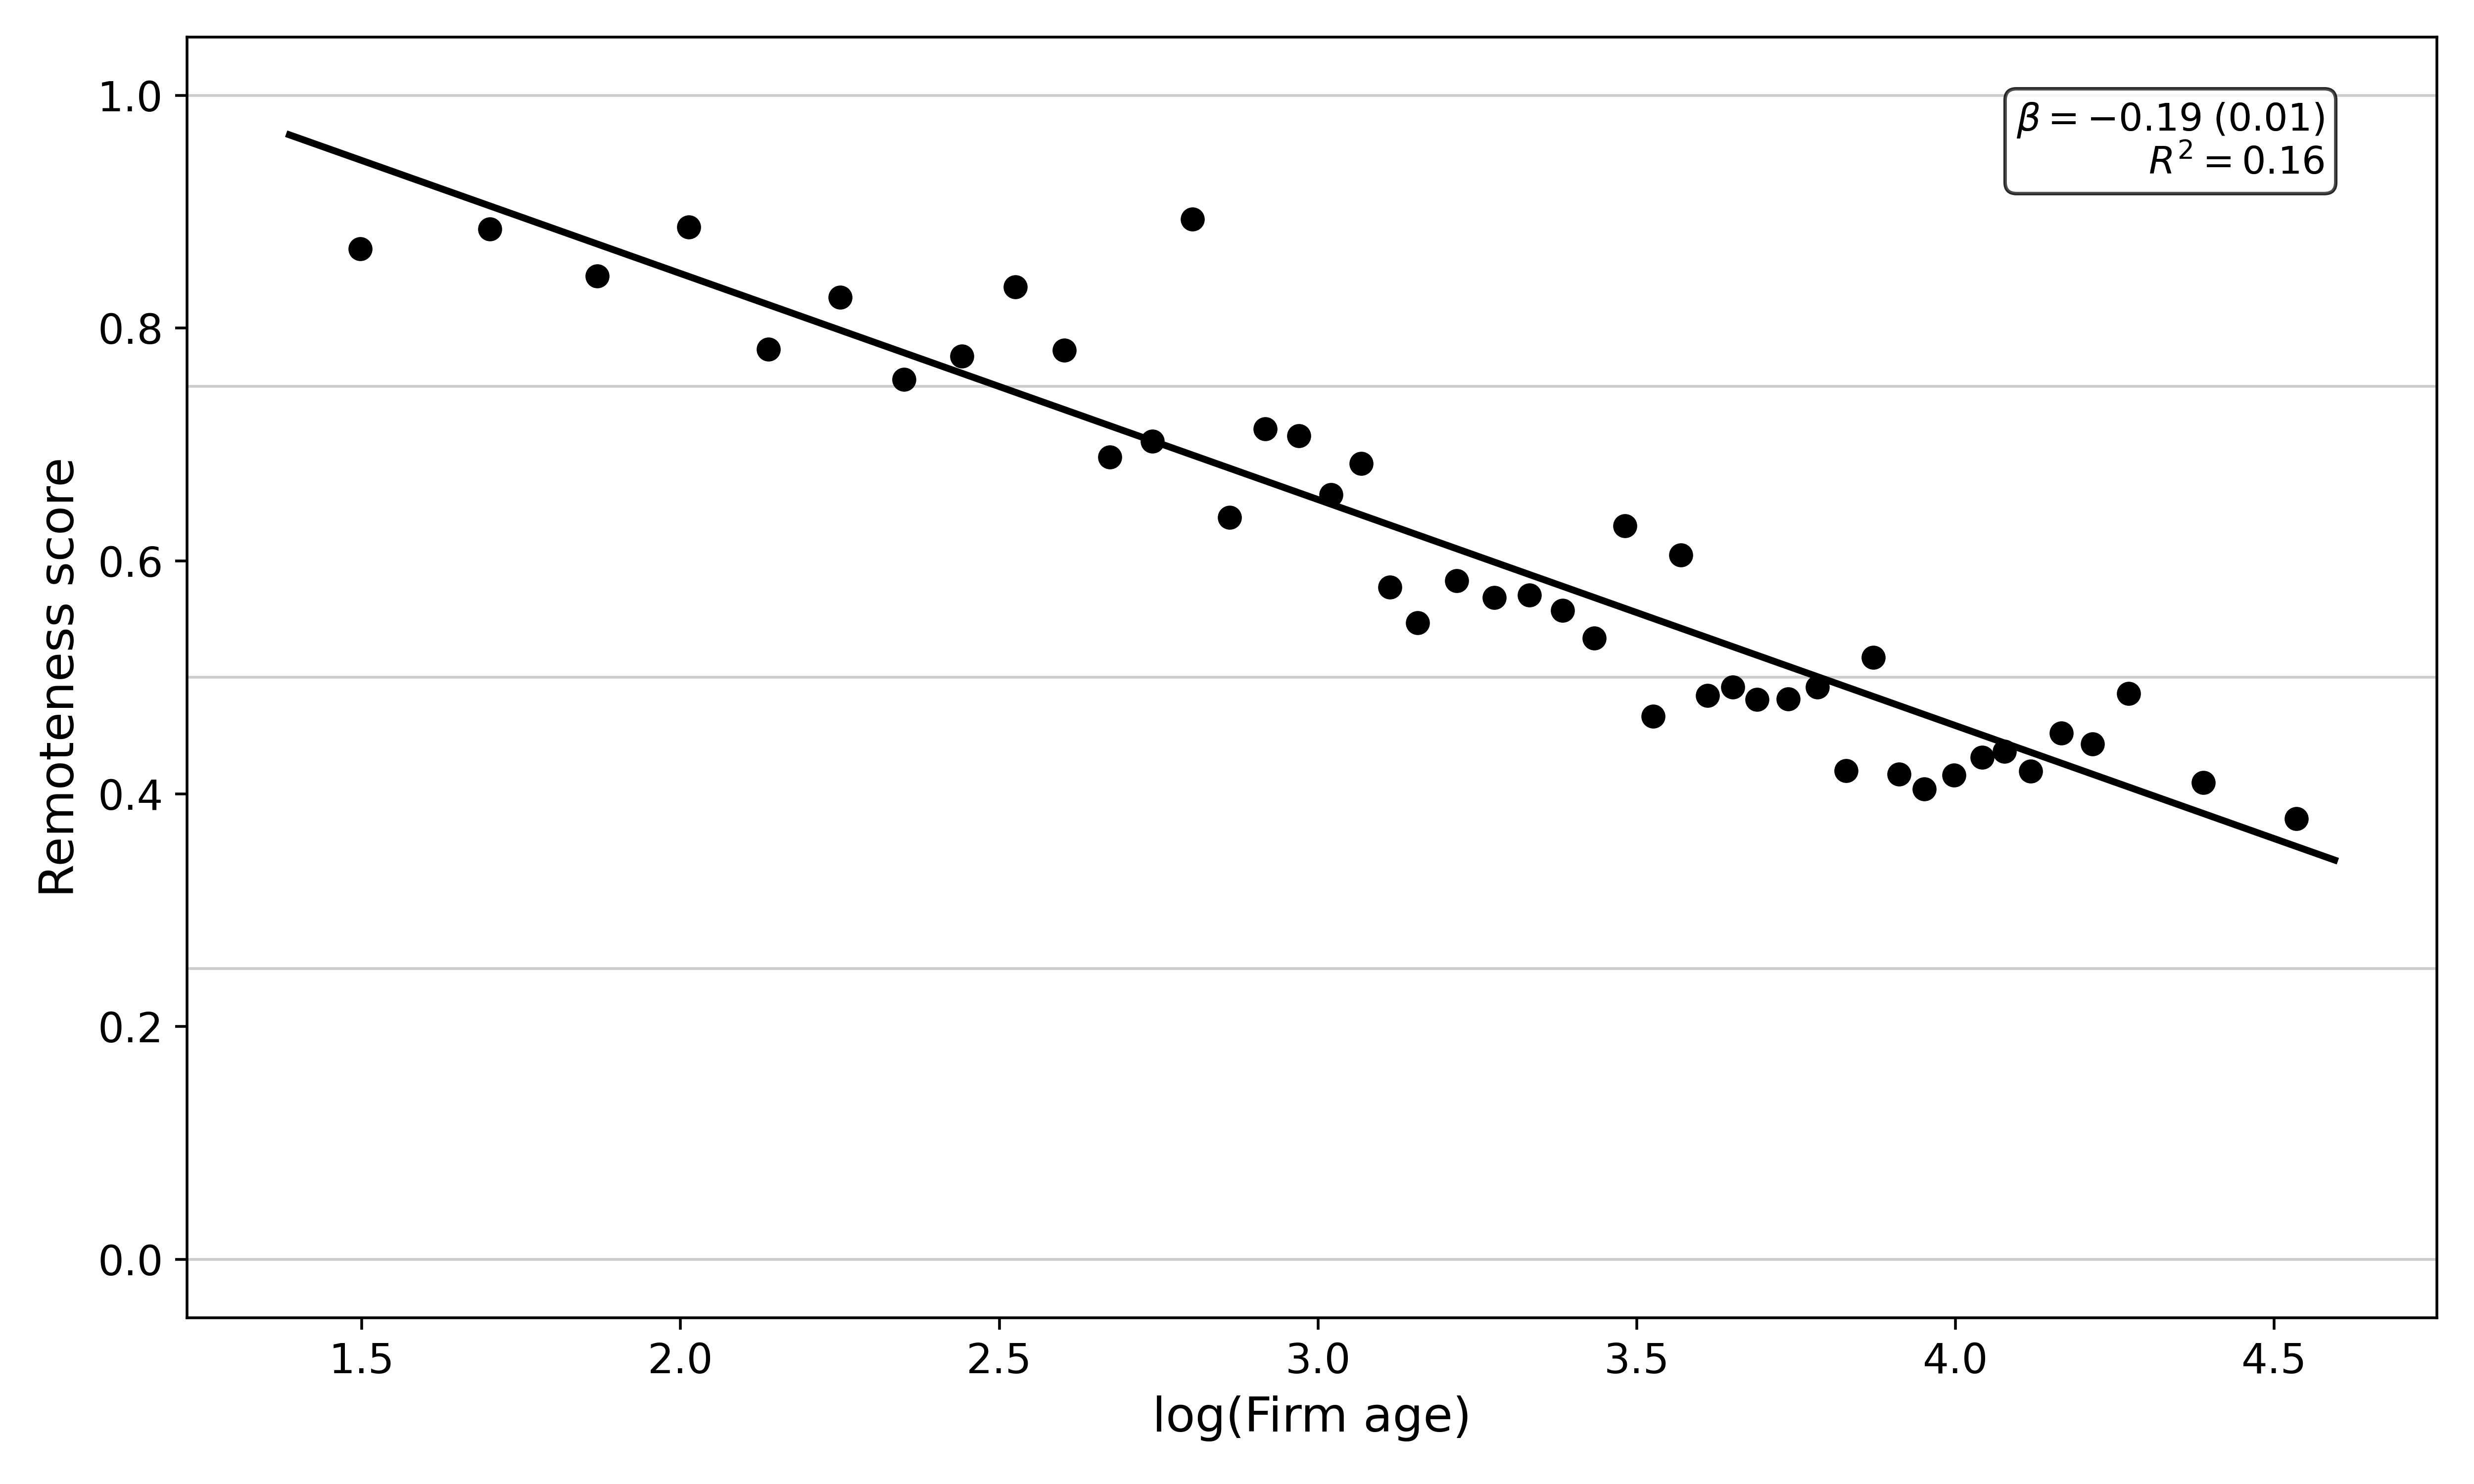 β = −0.19 (0.01)
R² = 0.16
1.0
0.8
0.6
0.4
0.2
0.0
Remoteness score
1.5 2.0 2.5 3.0 3.5 4.0 4.5
log(Firm age)